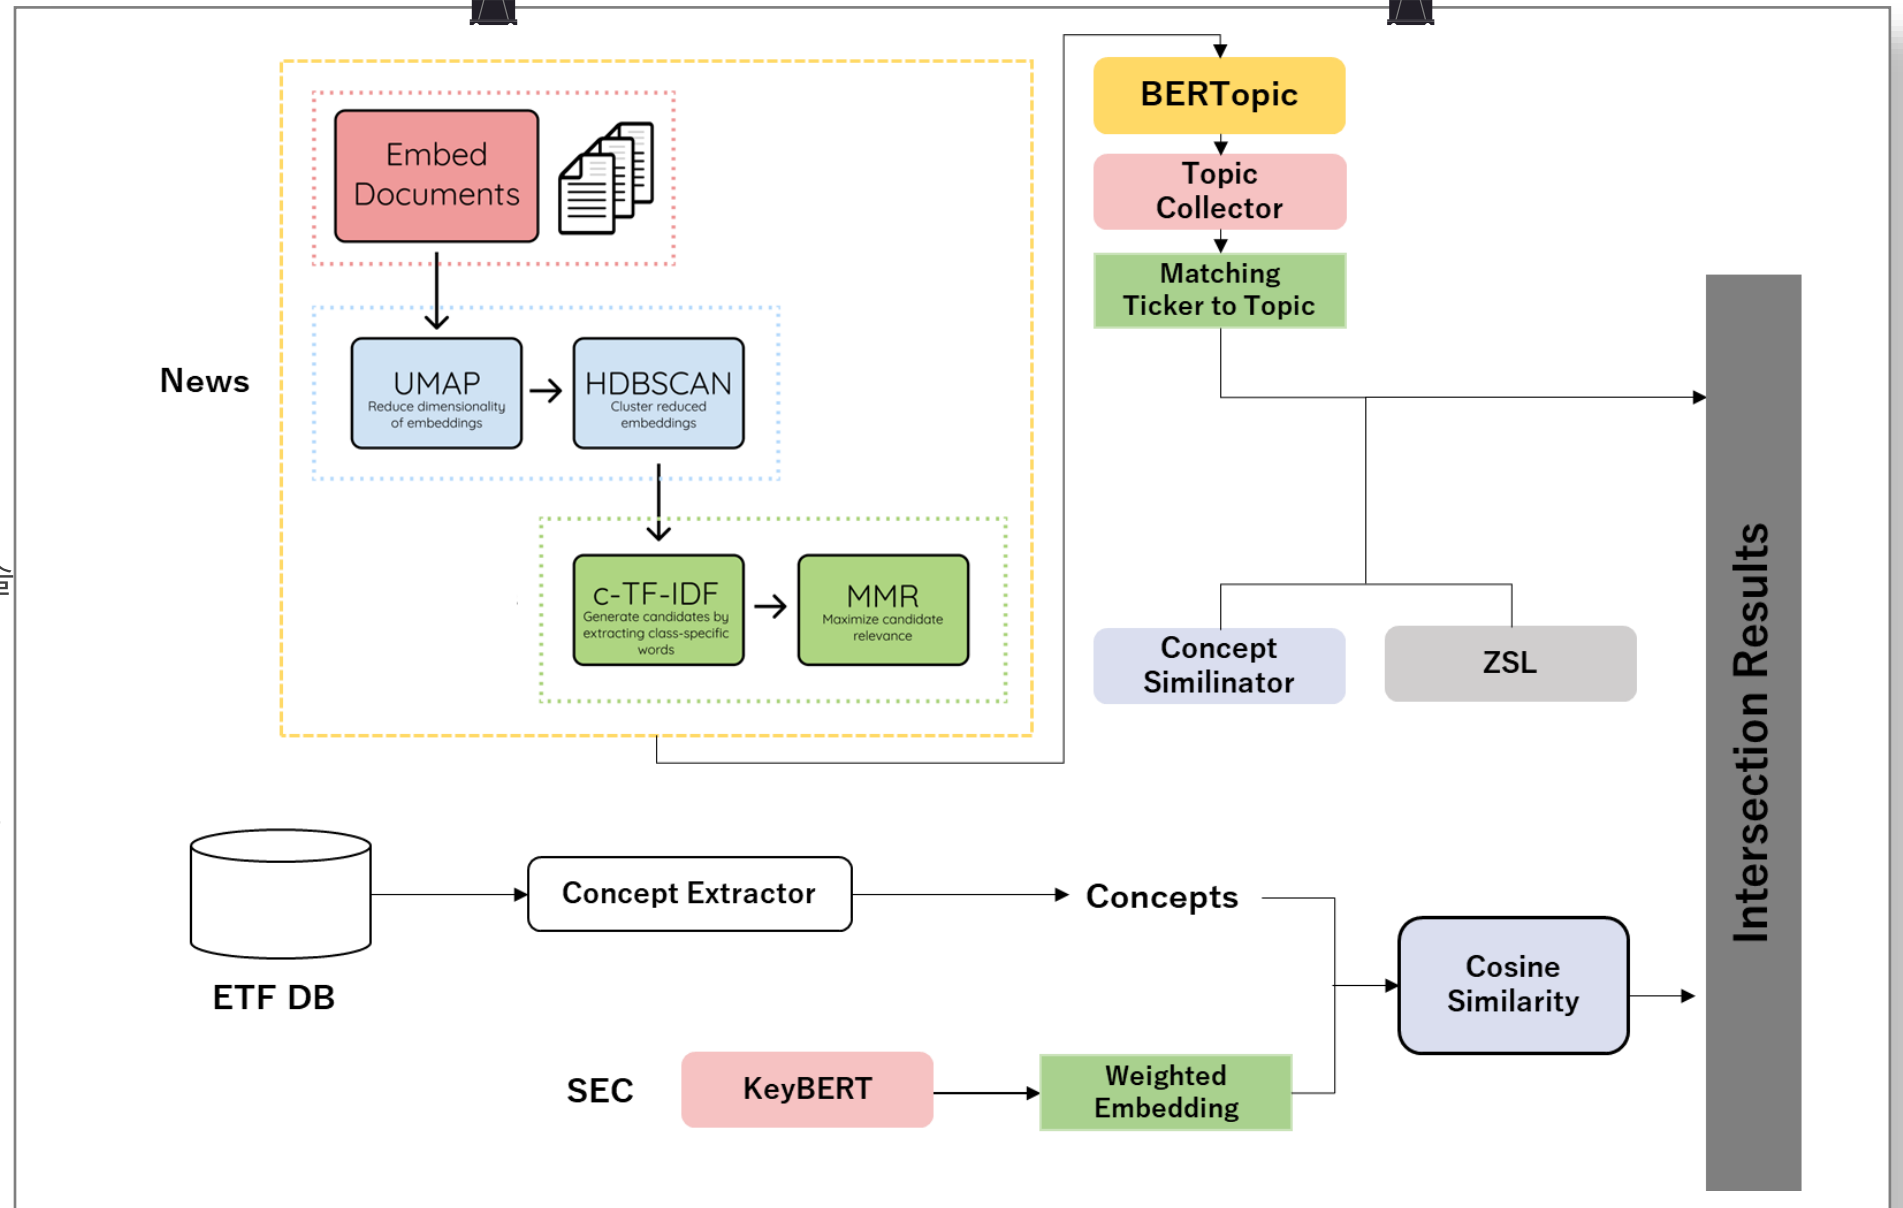 Embed
Documents
News
UMAP
Reduce dimensionality
of embeddings
HDBSCAN
Cluster reduced
embeddings
c-TF-IDF
Generate candidates by
extracting class-specific
words
MMR
Maximize candidate
relevance
BERTopic
Topic
Collector
Matching
Ticker to Topic
Concept
Similinator
ZSL
Intersection Results
ETF DB
Concept Extractor
Concepts
SEC
KeyBERT
Weighted
Embedding
Cosine
Similarity